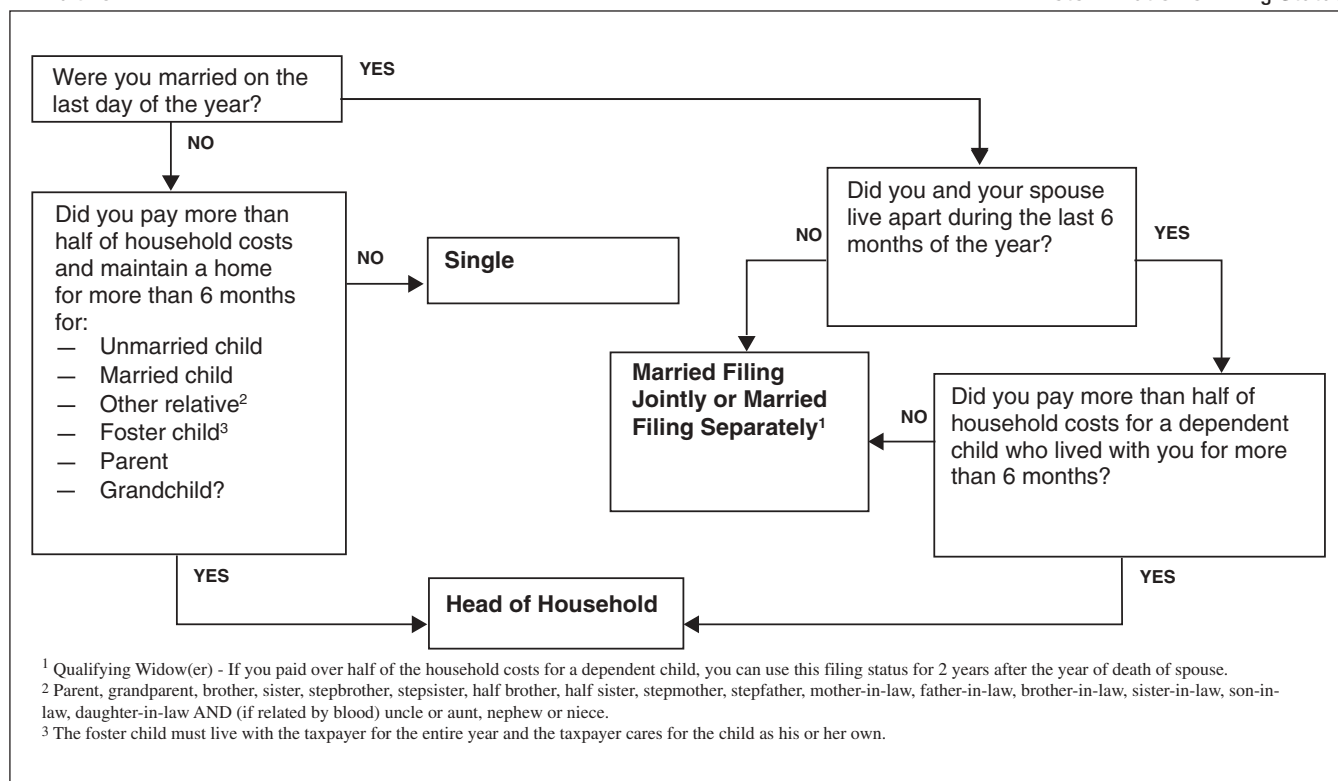 Were you married on the
last day of the year?
YES
NO
Did you pay more than
half of household costs
and maintain a home
for more than 6 months
for:
— Unmarried child
— Married child
— Other relative²
— Foster child³
— Parent
— Grandchild?
NO
Single
YES
Did you and your spouse
live apart during the last 6
months of the year?
NO
YES
Married Filing
Jointly or Married
Filing Separately¹
Did you pay more than half of
household costs for a dependent
child who lived with you for more
than 6 months?
NO
YES
Head of Household
¹ Qualifying Widow(er) - If you paid over half of the household costs for a dependent child, you can use this filing status for 2 years after the year of death of spouse.
² Parent, grandparent, brother, sister, stepbrother, stepsister, half brother, half sister, stepmother, stepfather, mother-in-law, father-in-law, brother-in-law, sister-in-law, son-in-
law, daughter-in-law AND (if related by blood) uncle or aunt, nephew or niece.
³ The foster child must live with the taxpayer for the entire year and the taxpayer cares for the child as his or her own.